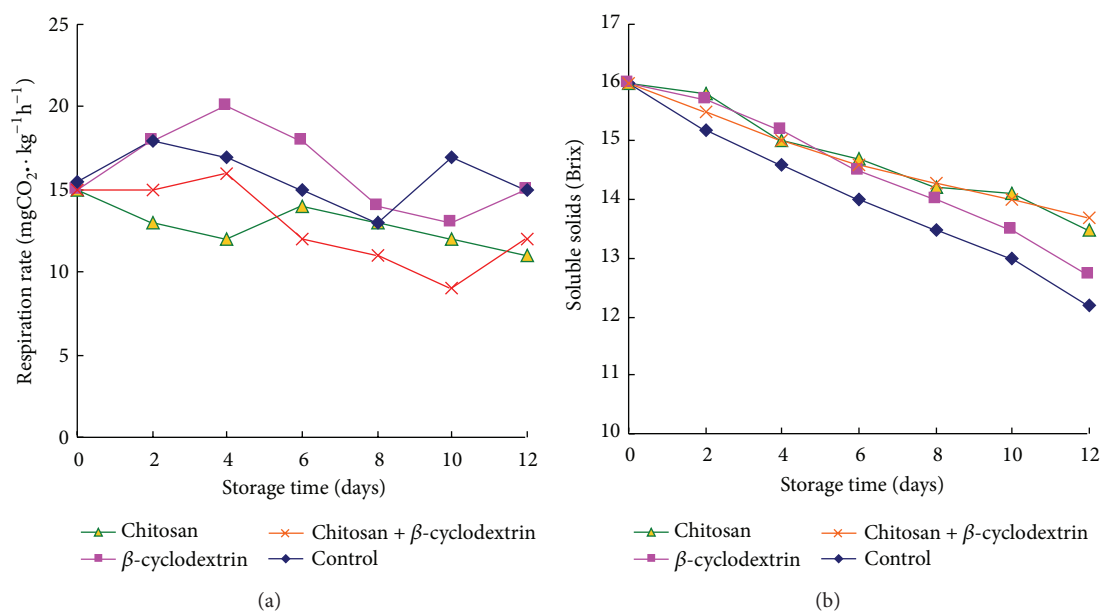 25
20
15
10
5
0
Respiration rate (mgCO₂·· kg⁻¹h⁻¹)
0 2 4 6 8 10 12
Storage time (days)
Chitosan
Chitosan + β-cyclodextrin
β-cyclodextrin
Control
(a)
17
16
15
14
13
12
11
10
Soluble solids (Brix)
0 2 4 6 8 10 12
Storage time (days)
Chitosan
Chitosan + β-cyclodextrin
β-cyclodextrin
Control
(b)